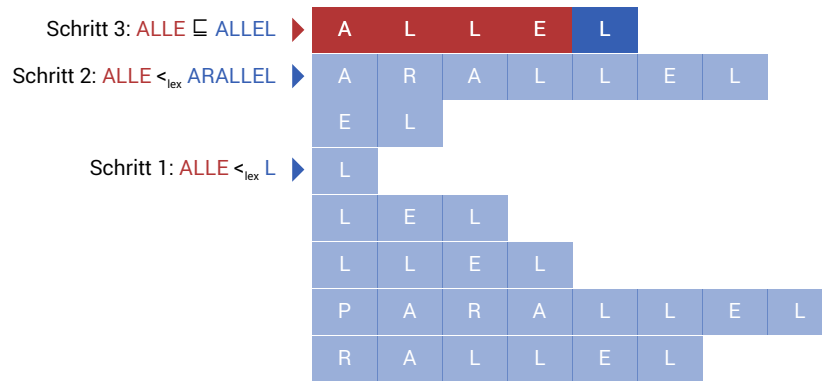 Schritt 3: ALLE ⊑ ALLEL A L L E L
Schritt 2: ALLE <lex ARALLEL A R A L L E L
E L
Schritt 1: ALLE <lex L L
L E L
L L E L
P A R A L L E L
R A L L E L